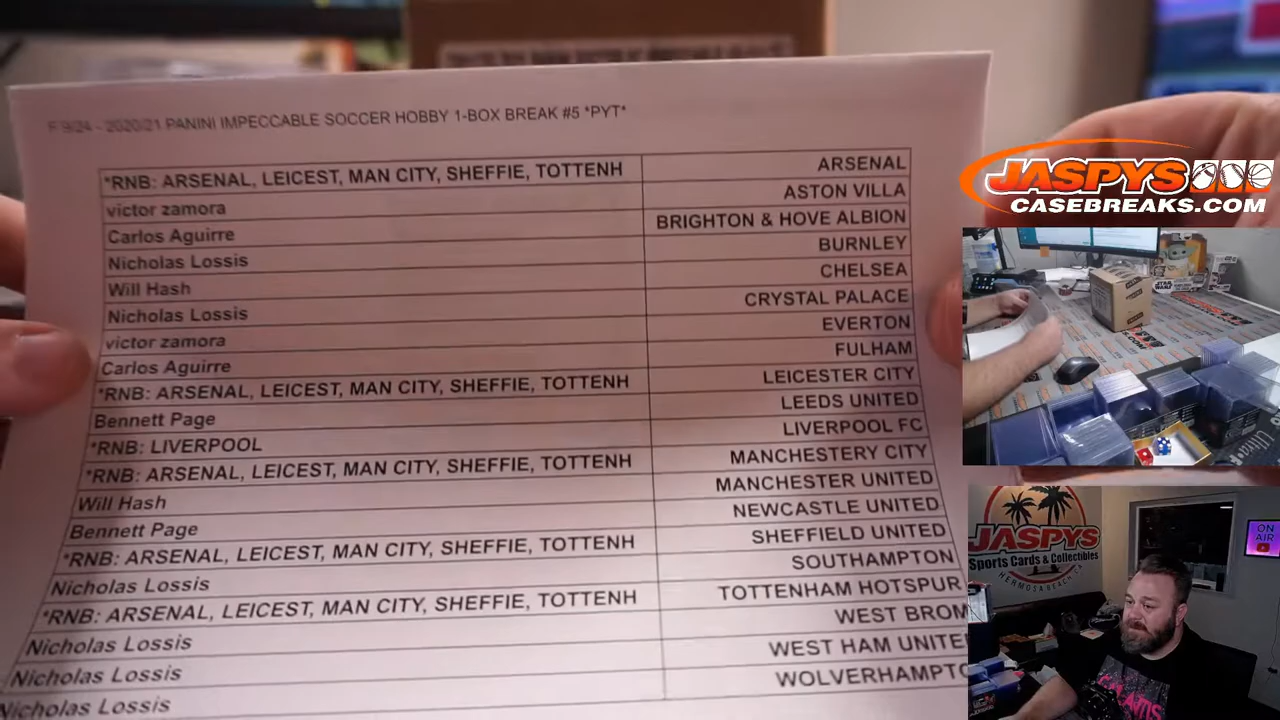 F 9/24 - 2020/21 PANINI IMPECCABLE SOCCER HOBBY 1-BOX BREAK #5 *PYT*
*RNB: ARSENAL, LEICEST, MAN CITY, SHEFFIE, TOTTENH ARSENAL
victor zamora ASTON VILLA
Carlos Aguirre BRIGHTON & HOVE ALBION
Nicholas Lossis BURNLEY
Will Hash CHELSEA
Nicholas Lossis CRYSTAL PALACE
victor zamora EVERTON
Carlos Aguirre FULHAM
*RNB: ARSENAL, LEICEST, MAN CITY, SHEFFIE, TOTTENH LEICESTER CITY
Bennett Page LEEDS UNITED
*RNB: LIVERPOOL LIVERPOOL FC
*RNB: ARSENAL, LEICEST, MAN CITY, SHEFFIE, TOTTENH MANCHESTERY CITY
Will Hash MANCHESTER UNITED
Bennett Page NEWCASTLE UNITED
*RNB: ARSENAL, LEICEST, MAN CITY, SHEFFIE, TOTTENH SHEFFIELD UNITED
Nicholas Lossis SOUTHAMPTON
*RNB: ARSENAL, LEICEST, MAN CITY, SHEFFIE, TOTTENH TOTTENHAM HOTSPUR
Nicholas Lossis WEST BROM
Nicholas Lossis WEST HAM UNITE
Nicholas Lossis WOLVERHAMPTO
JASPYS
CASEBREAKS.COM
JASPYS
Sports Cards & Collectibles
HERMOSA BEACH CA
ON
AIR